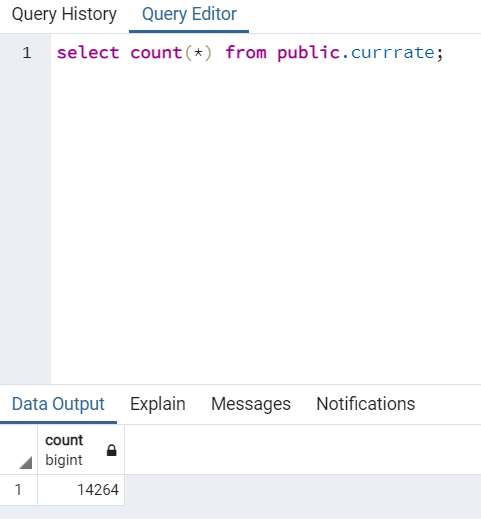 Query History Query Editor
1 select count(*) from public.currrate;
Data Output Explain Messages Notifications
count
bigint
1 14264